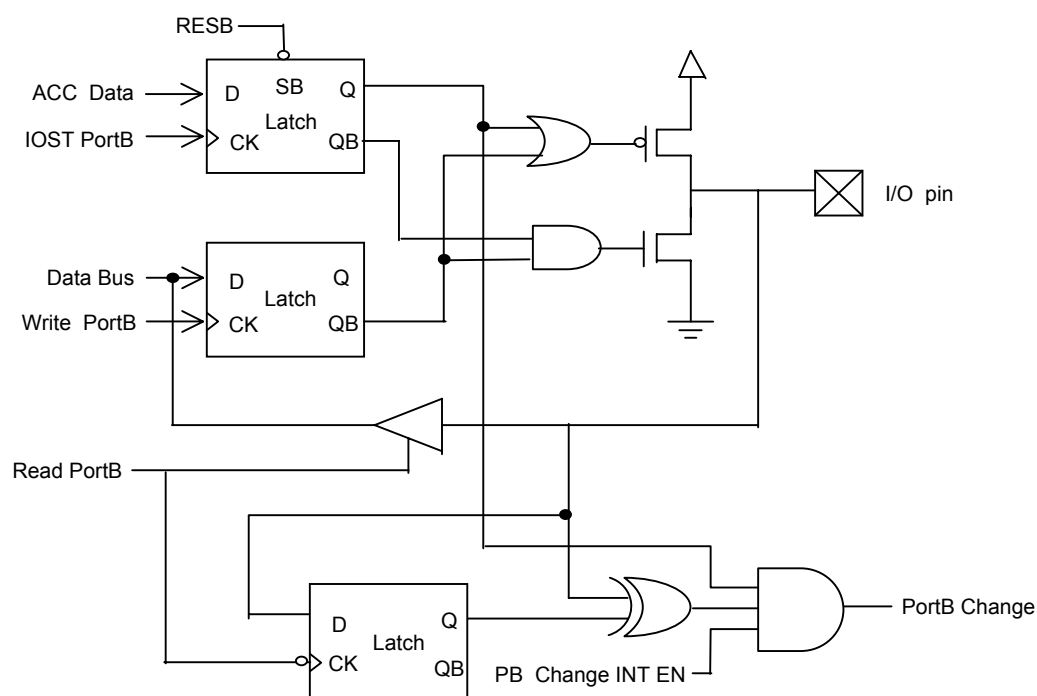 RESB
ACC Data
IOST PortB
D
SB
Q
Latch
CK
QB
I/O pin
Data Bus
Write PortB
D
Q
Latch
CK
QB
Read PortB
D
Q
Latch
CK
QB
PB Change INT EN
PortB Change